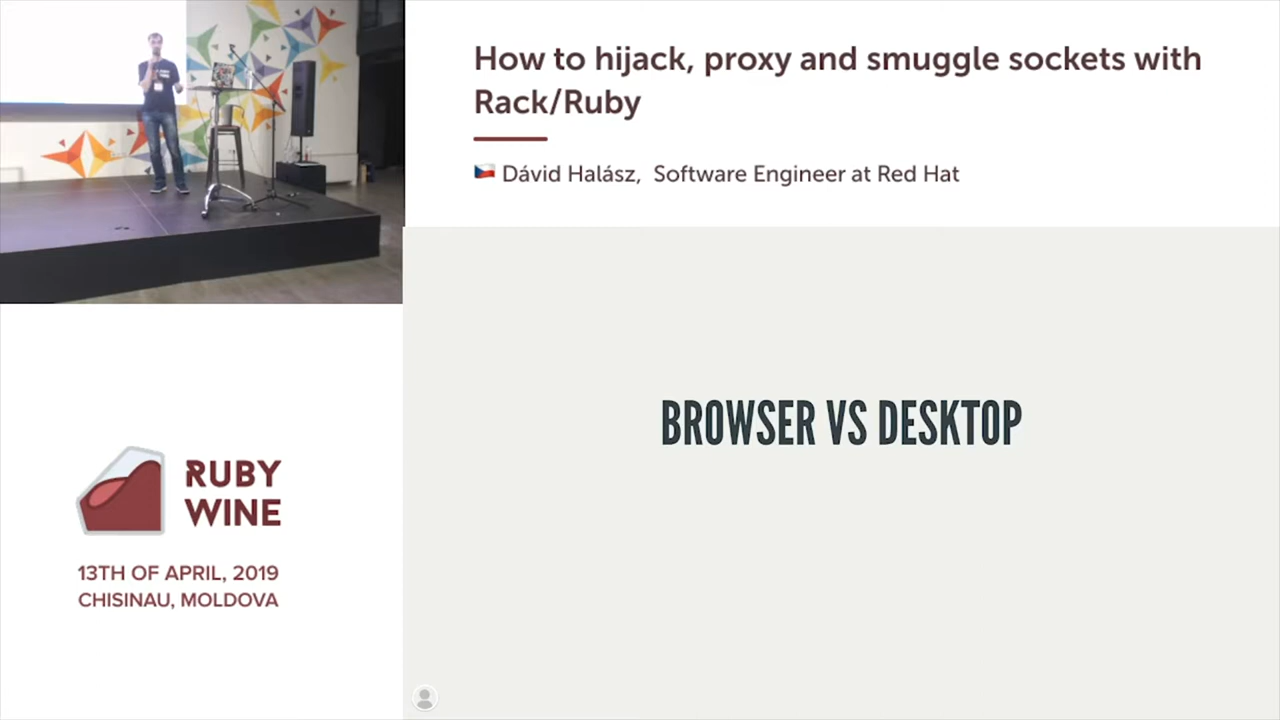 How to hijack, proxy and smuggle sockets with
Rack/Ruby
Dávid Halász, Software Engineer at Red Hat
BROWSER VS DESKTOP
RUBY
WINE
13TH OF APRIL, 2019
CHISINAU, MOLDOVA